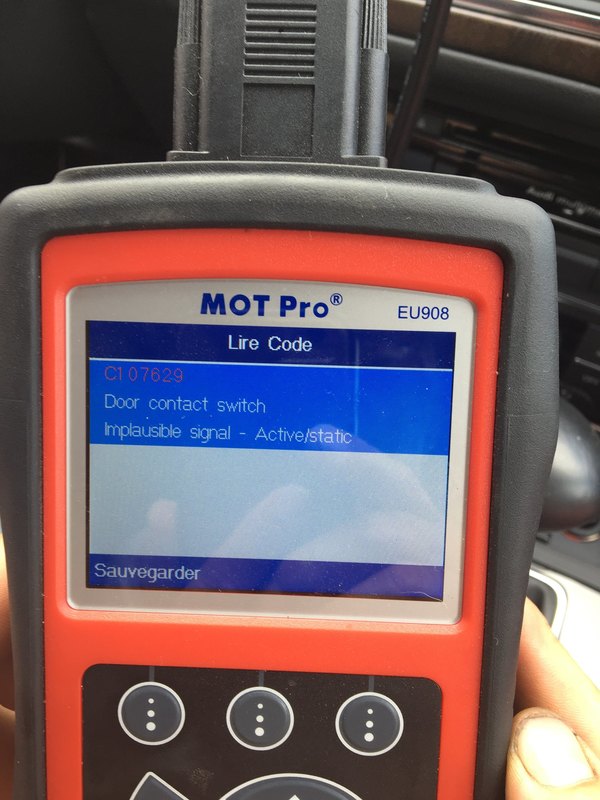 MOT Pro®
EU908
Lire Code
C107629
Door contact switch
Implausible signal - Active/static
Sauvegarder